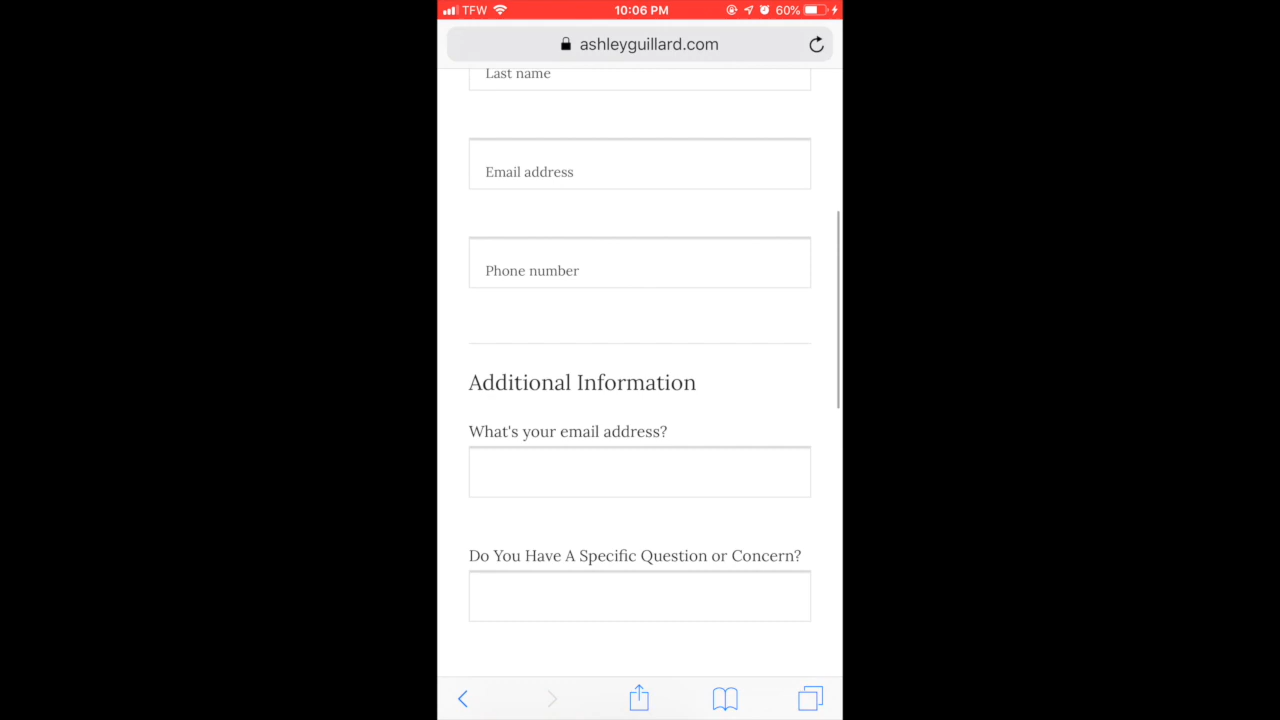 TFW 10:06 PM 60%
ashleyguillard.com
Last name
Email address
Phone number
Additional Information
What's your email address?
Do You Have A Specific Question or Concern?